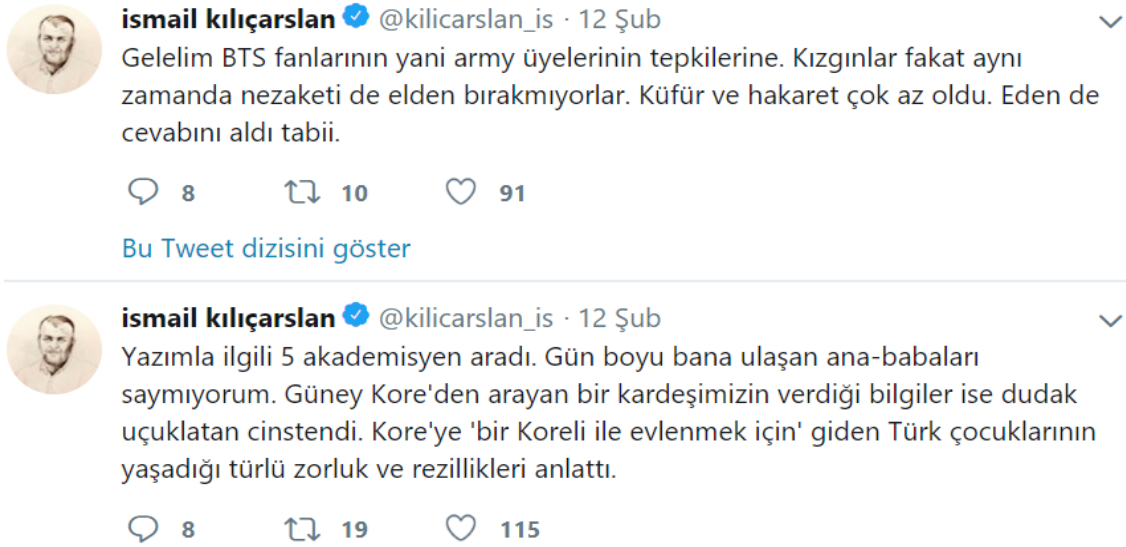 ismail kılıçarslan @kilicarslan_is · 12 Şub
Gelelim BTS fanlarının yani army üyelerinin tepkilerine. Kızgınlar fakat aynı
zamanda nezaketi de elden bırakmıyorlar. Küfür ve hakaret çok az oldu. Eden de
cevabını aldı tabii.
8 10 91
Bu Tweet dizisini göster
ismail kılıçarslan @kilicarslan_is · 12 Şub
Yazımla ilgili 5 akademisyen aradı. Gün boyu bana ulaşan ana-babaları
saymıyorum. Güney Kore'den arayan bir kardeşimizin verdiği bilgiler ise dudak
uçuklatan cinstendi. Kore'ye 'bir Koreli ile evlenmek için' giden Türk çocuklarının
yaşadığı türlü zorluk ve rezillikleri anlattı.
8 19 115